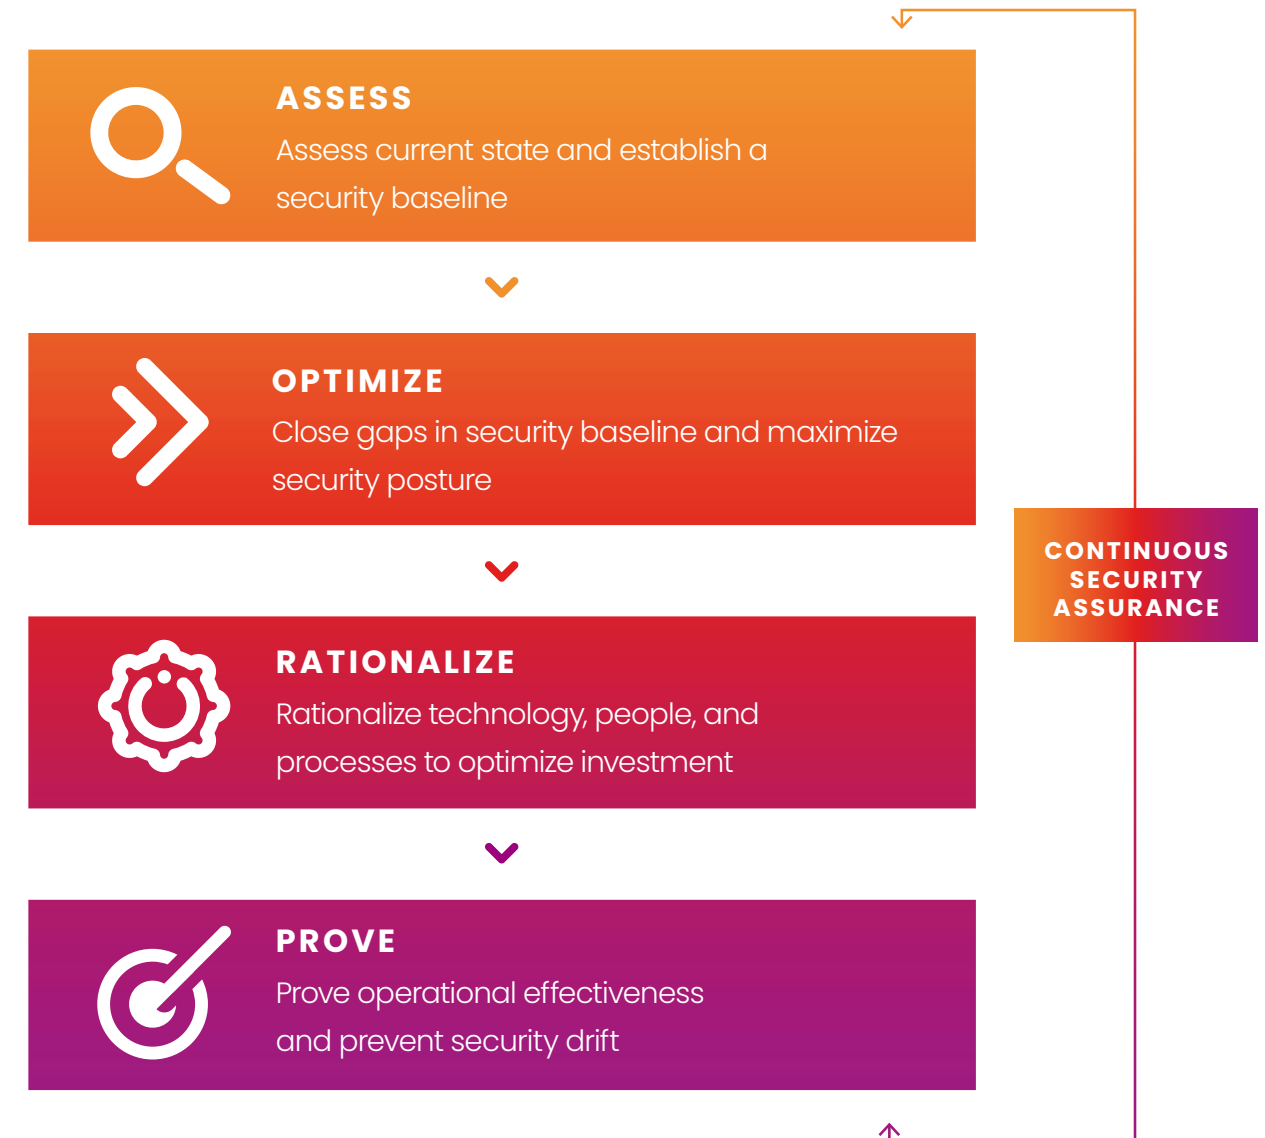 ASSESS
Assess current state and establish a
security baseline
OPTIMIZE
Close gaps in security baseline and maximize
security posture
CONTINUOUS
SECURITY
ASSURANCE
RATIONALIZE
Rationalize technology, people, and
processes to optimize investment
PROVE
Prove operational effectiveness
and prevent security drift